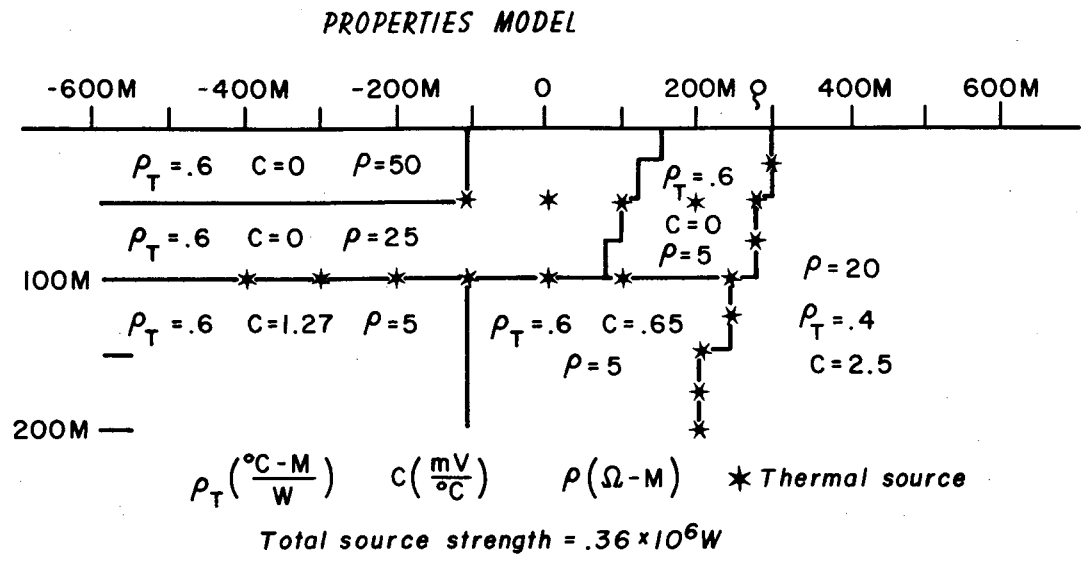 PROPERTIES MODEL
-600M -400M -200M 0 200M ρ 400M 600M
ρT=.6 C=0 ρ=50
ρT=.6
C=0
ρ=5
ρT=.6 C=0 ρ=25
100M
ρ=20
ρT=.4
C=2.5
ρT=.6 C=1.27 ρ=5
ρT=.6 C=.65
ρ=5
200M
ρT(°C-M/W) C(mV/°C) ρ(Ω-M) ✶ Thermal source
Total source strength = .36×10⁶W